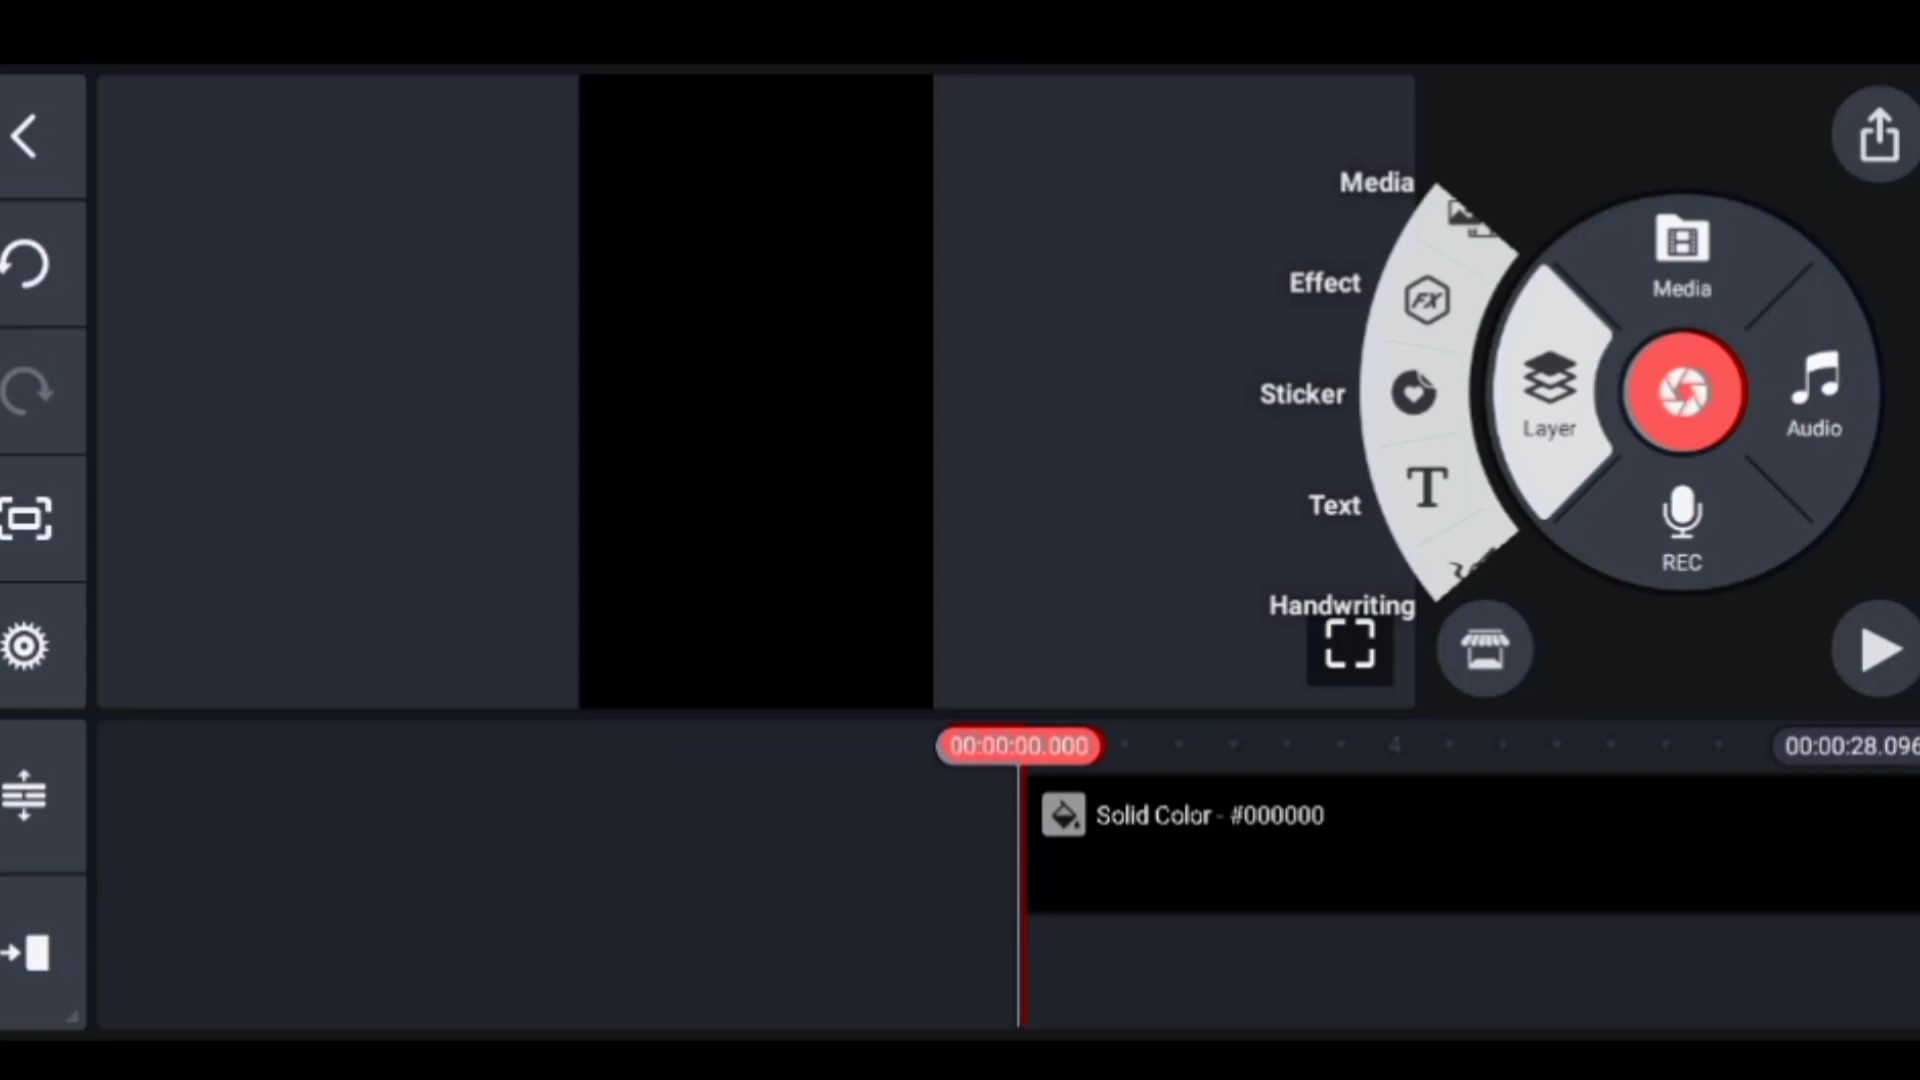 Media
Effect
Sticker
Text
Handwriting
Media
Layer
Audio
REC
00:00:00.000
4
00:00:28.096
Solid Color - #000000